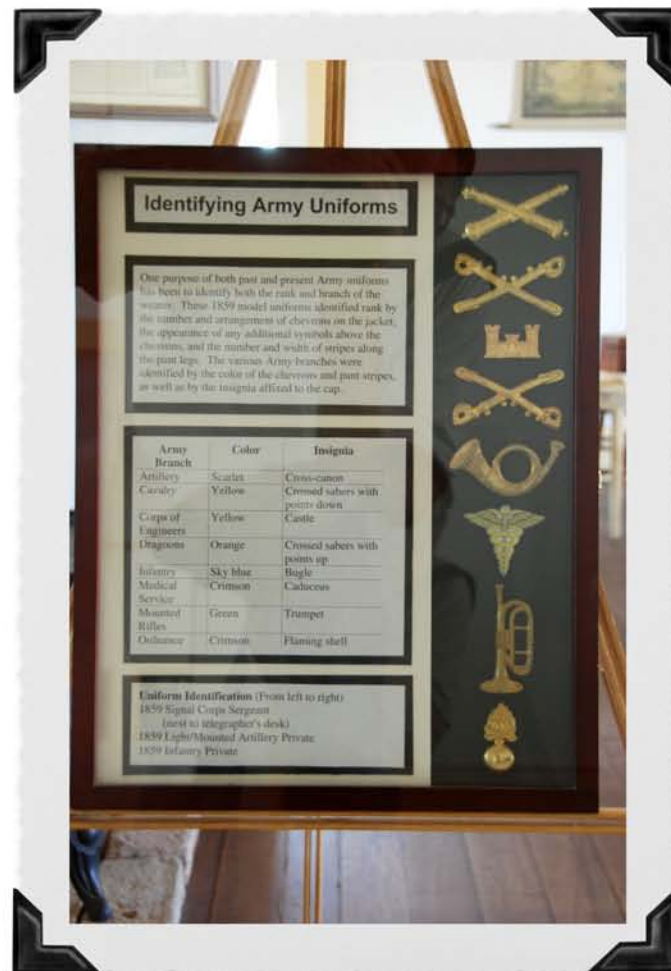 Identifying Army Uniforms
One purpose of both past and present Army uniforms
has been to identify both the rank and branch of the
wearer. These 1859 model uniforms identified rank by
the number and arrangement of chevrons on the jacket,
the appearance of any additional symbols above the
chevrons, and the number and width of stripes along
the pant legs. The various Army branches were
identified by the color of the chevrons and pant stripes,
as well as by the insignia affixed to the cap.
Army Branch Color Insignia
Artillery Scarlet Cross-canon
Cavalry Yellow Crossed sabers with
points down
Corps of Yellow Castle
Engineers
Dragoons Orange Crossed sabers with
points up
Infantry Sky blue Bugle
Medical Crimson Caduceus
Service
Mounted Green Trumpet
Rifles
Ordnance Crimson Flaming shell
Uniform Identification (From left to right)
1859 Signal Corps Sergeant
(next to telegrapher's desk)
1859 Light/Mounted Artillery Private
1859 Infantry Private